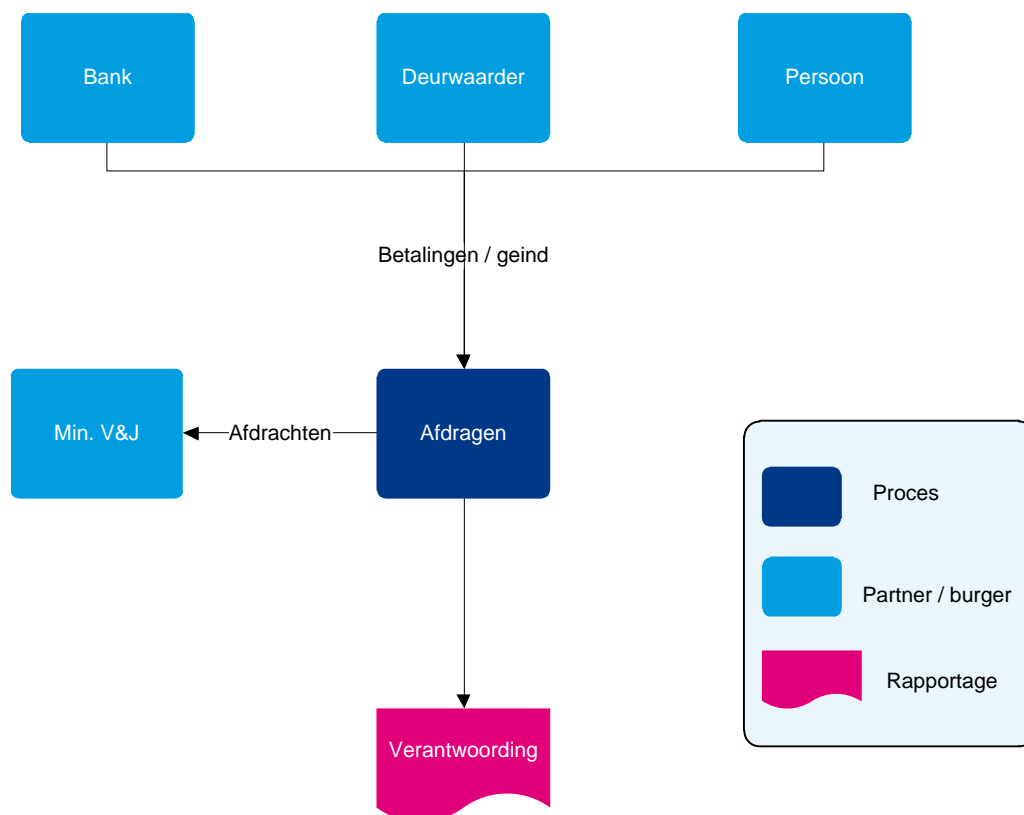 Bank
Deurwaarder
Persoon
Betalingen / geind
Min. V&J
Afdrachten
Afdragen
Proces
Partner / burger
Rapportage
Verantwoording